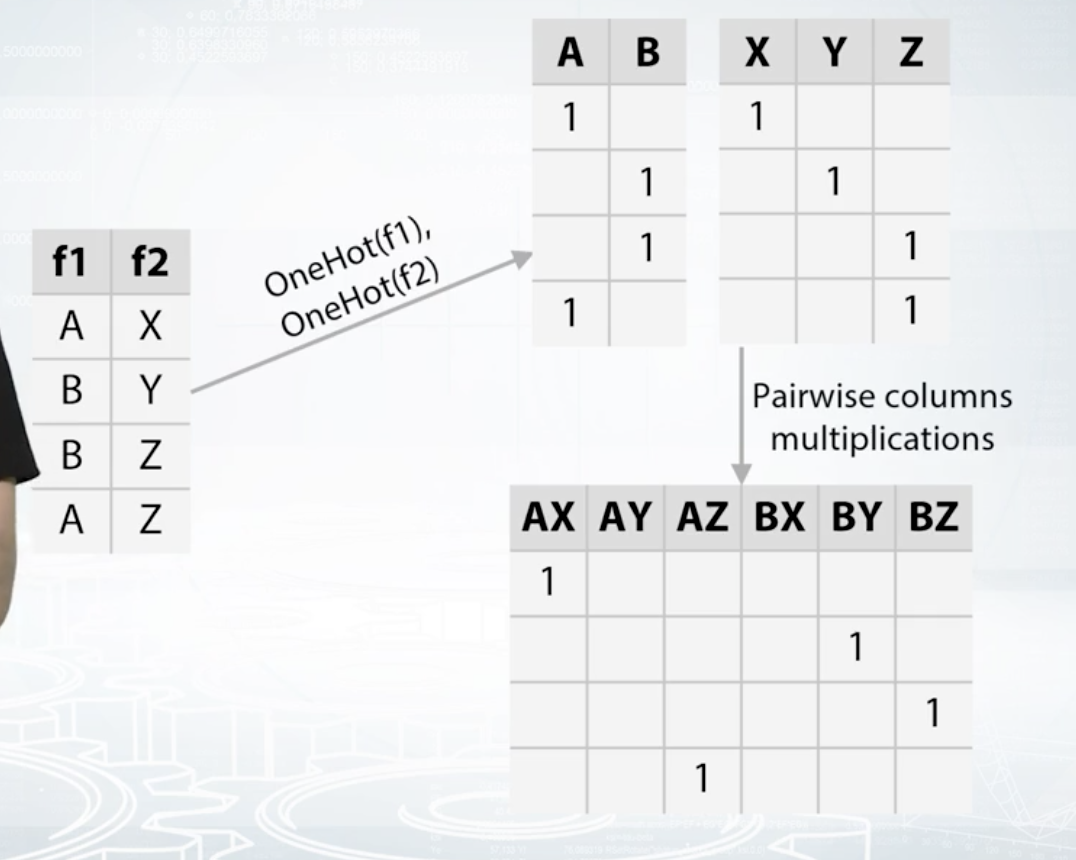 A B
X Y Z
1 1
1 1
1 1
1 1
OneHot(f1),
OneHot(f2)
f1 f2
A X
B Y
B Z
A Z
Pairwise columns
multiplications
AX AY AZ BX BY BZ
1
1
1
1